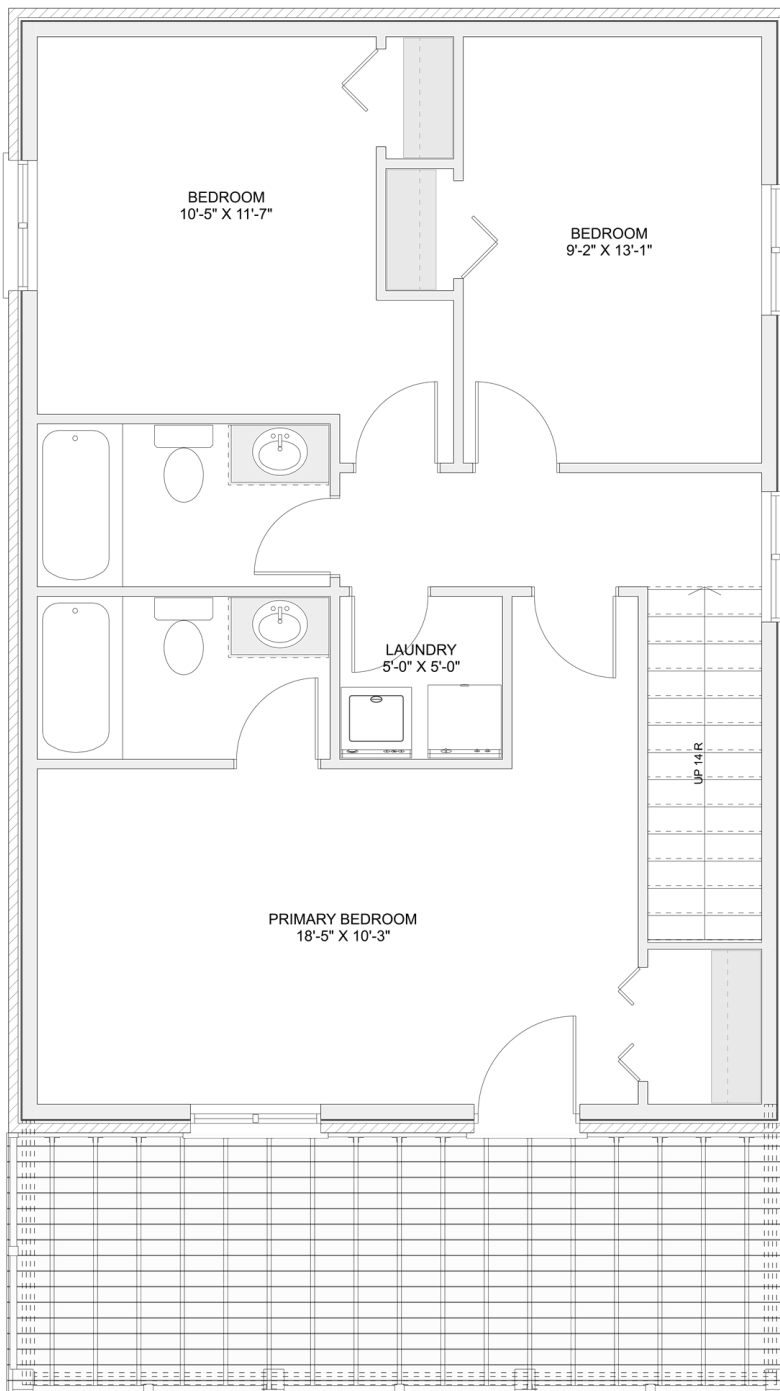 BEDROOM
10'-5" X 11'-7"
BEDROOM
9'-2" X 13'-1"
LAUNDRY
5'-0" X 5'-0"
UP 14 R
PRIMARY BEDROOM
18'-5" X 10'-3"